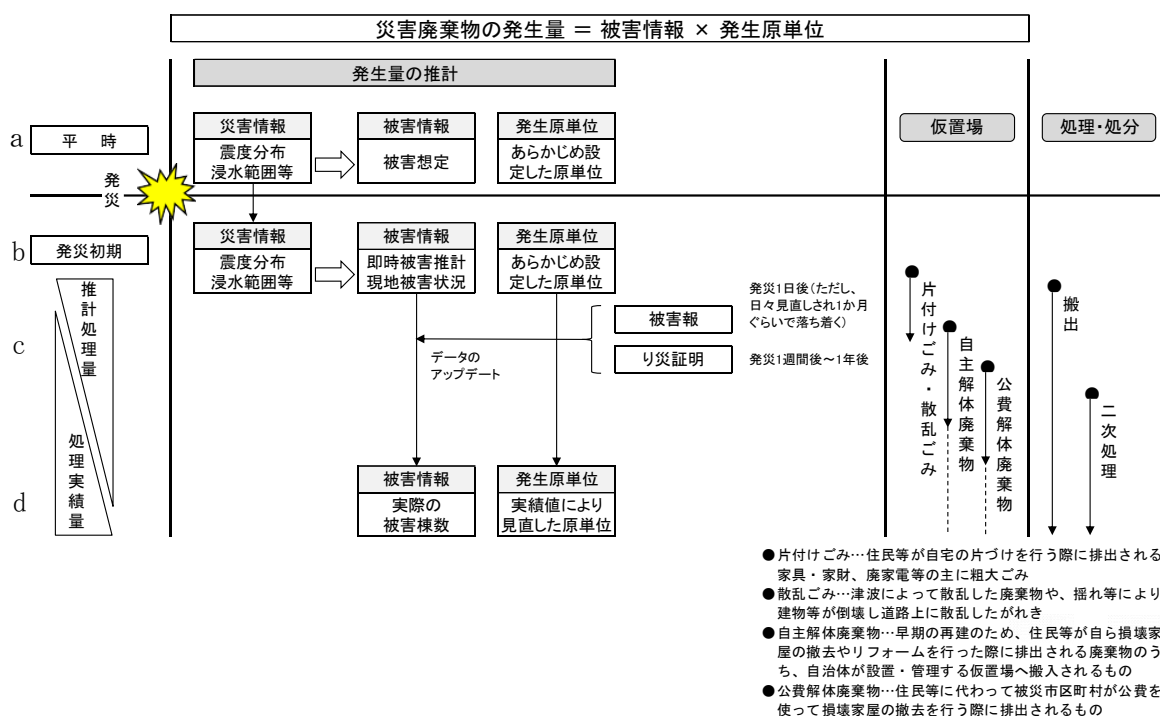 災害廃棄物の発生量 ＝ 被害情報 × 発生原単位
発生量の推計
a
平 時
災害情報
震度分布
浸水範囲等
被害情報
被害想定
発生原単位
あらかじめ設
定した原単位
仮置場
処理・処分
発災
b
発災初期
災害情報
震度分布
浸水範囲等
被害情報
即時被害推計
現地被害状況
発生原単位
あらかじめ設
定した原単位
c
推計処理量
処理実績量
データの
アップデート
被害報
発災1日後（ただし、
日々見直しされ1か月
ぐらいで落ち着く）
り災証明
発災1週間後～1年後
片付けごみ・散乱ごみ
自主解体廃棄物
公費解体廃棄物
搬出
二次処理
d
被害情報
実際の
被害棟数
発生原単位
実績値により
見直した原単位
●片付けごみ…住民等が自宅の片づけを行う際に排出される
家具・家財、廃家電等の主に粗大ごみ
●散乱ごみ…津波によって散乱した廃棄物や、揺れ等により
建物等が倒壊し道路上に散乱したがれき
●自主解体廃棄物…早期の再建のため、住民等が自ら損壊家
屋の撤去やリフォームを行った際に排出される廃棄物のう
ち、自治体が設置・管理する仮置場へ搬入されるもの
●公費解体廃棄物…住民等に代わって被災市区町村が公費を
使って損壊家屋の撤去を行う際に排出されるもの